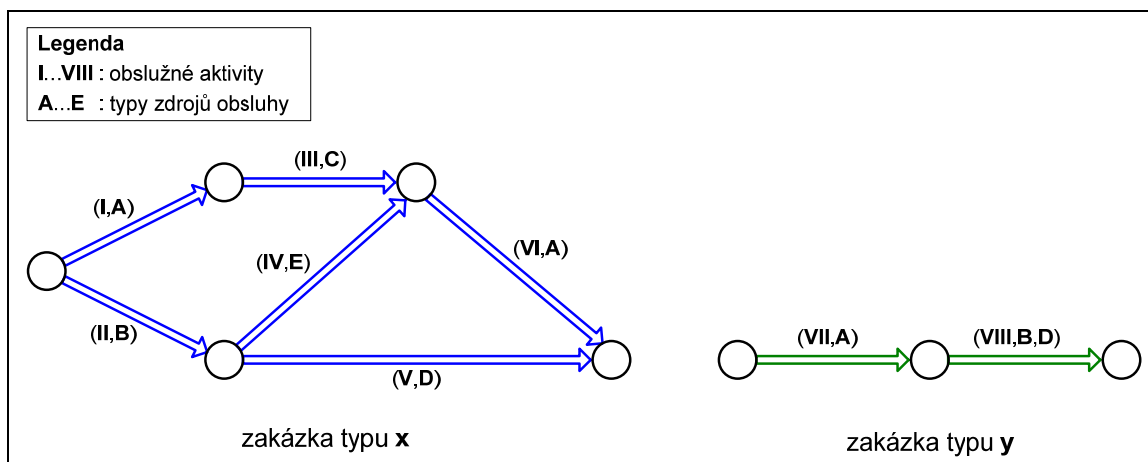 Legenda
I...VIII : obslužné aktivity
A...E : typy zdrojů obsluhy
(III,C)
(I,A)
(IV,E)
(VI,A)
(II,B)
(V,D)
(VII,A)
(VIII,B,D)
zakázka typu x
zakázka typu y